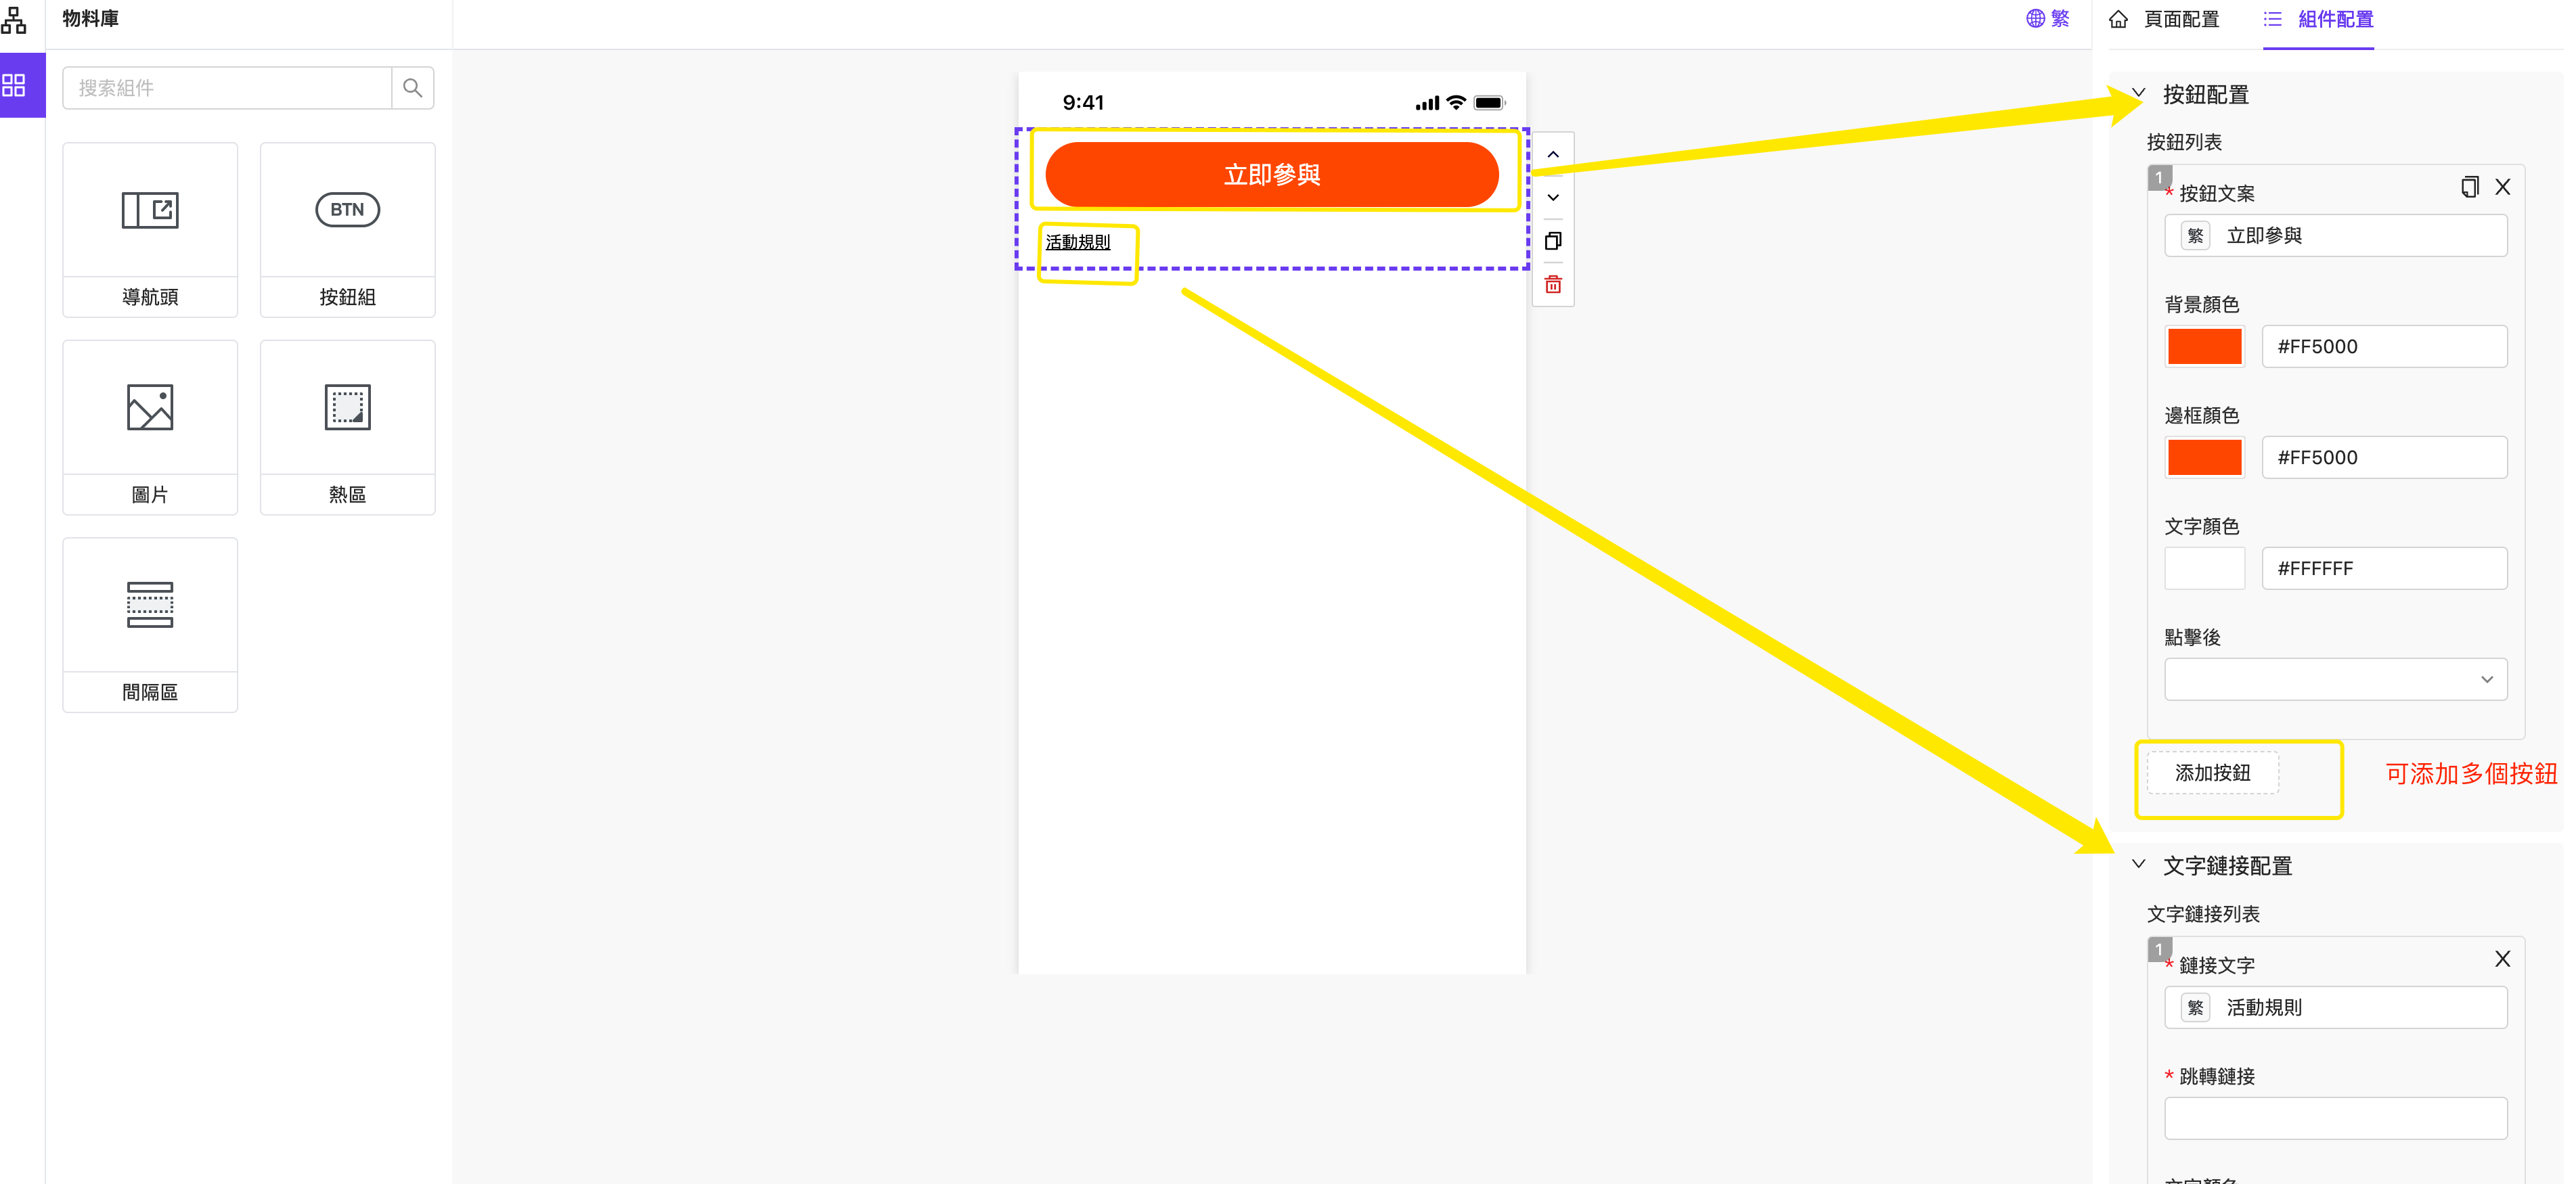 物料庫
繁
頁面配置
組件配置
搜索組件
導航頭
BTN
按鈕組
圖片
熱區
間隔區
9:41
立即參與
活動規則
按鈕配置
按鈕列表
1
* 按鈕文案
繁 立即參與
背景顏色
#FF5000
邊框顏色
#FF5000
文字顏色
#FFFFFF
點擊後
添加按鈕
可添加多個按鈕
文字鏈接配置
文字鏈接列表
1
* 鏈接文字
繁 活動規則
* 跳轉鏈接